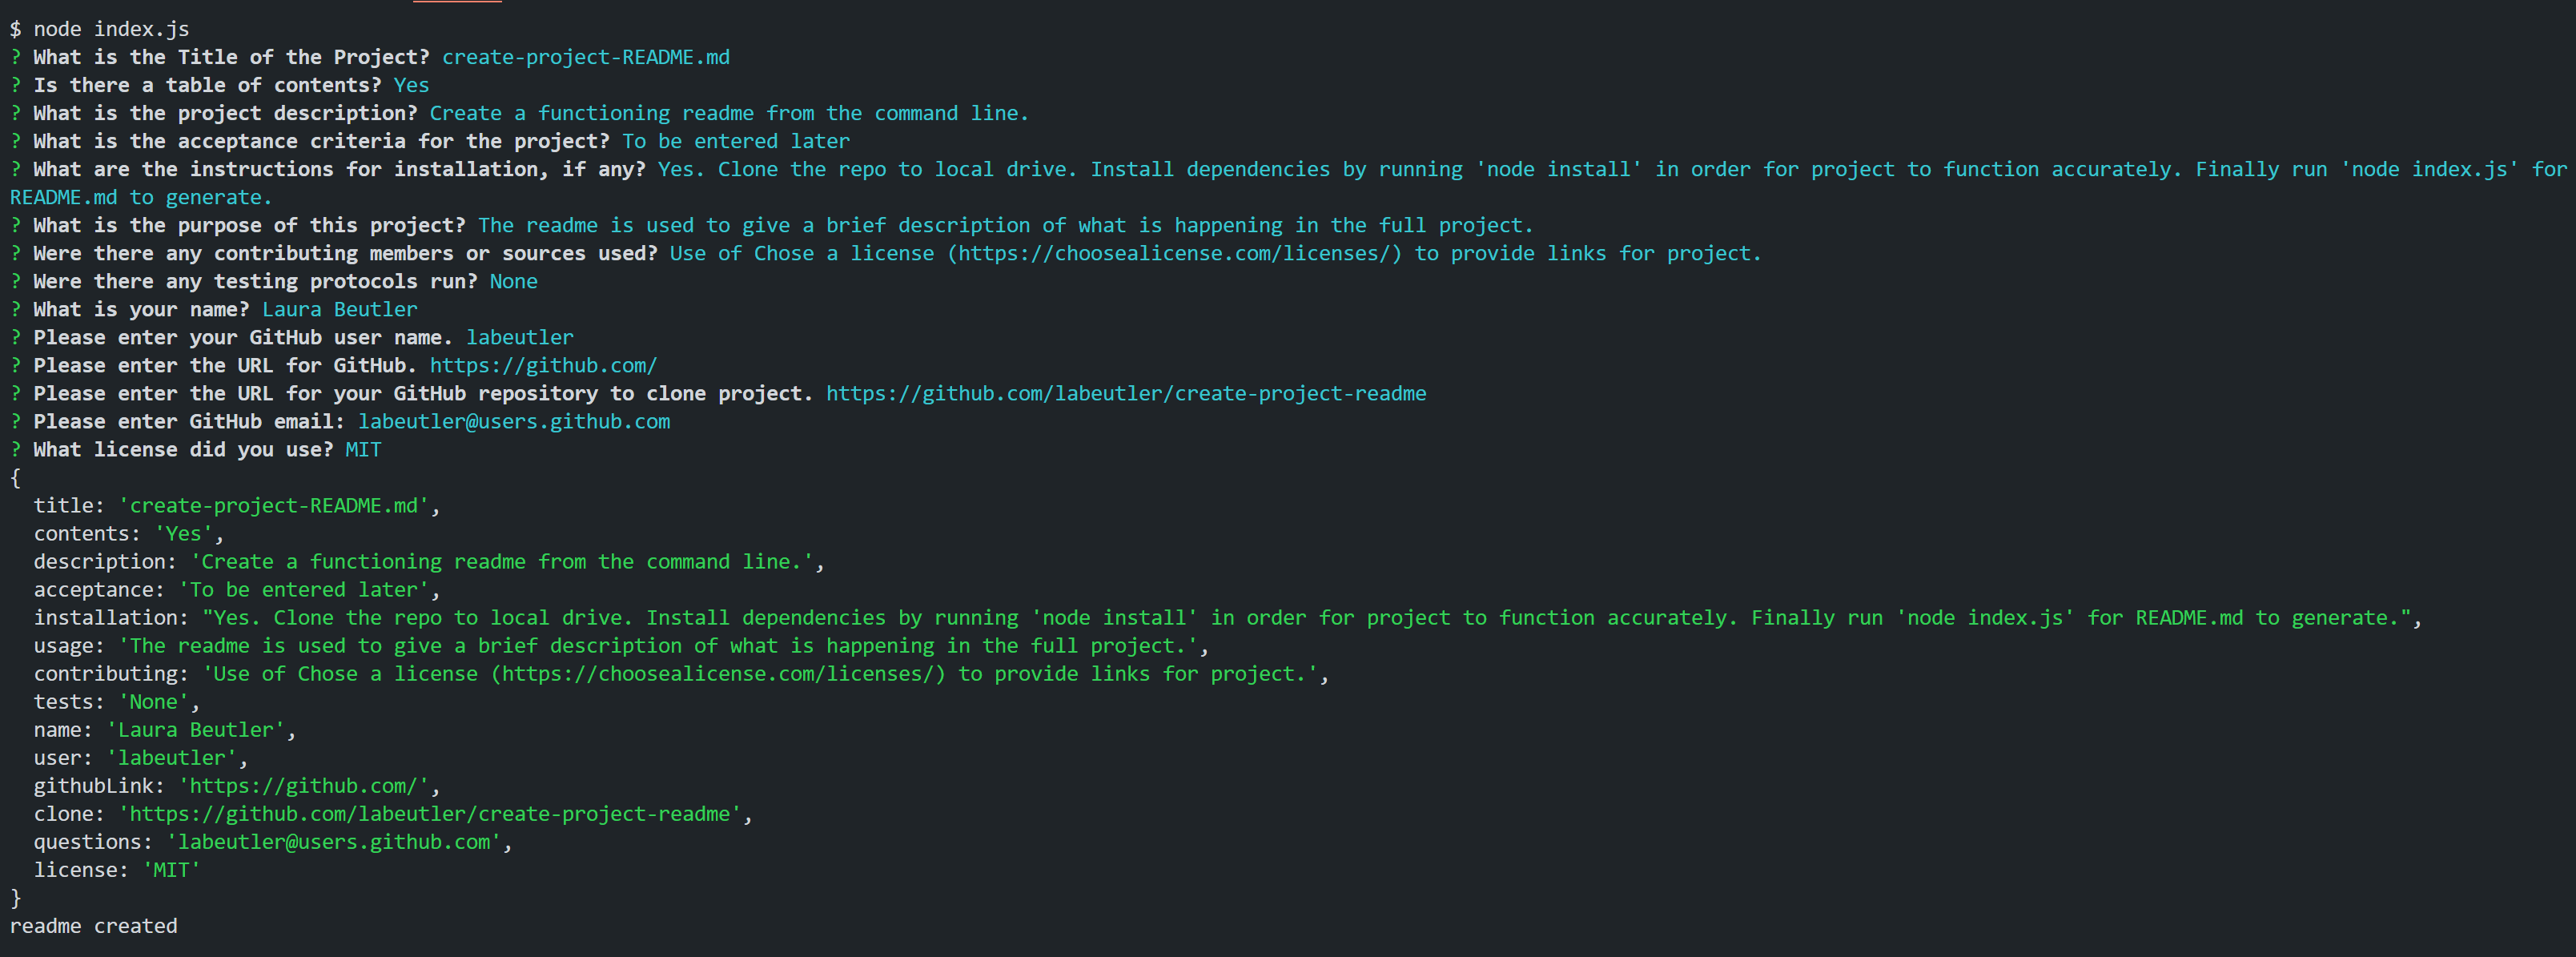 $ node index.js
? What is the Title of the Project? create-project-README.md
? Is there a table of contents? Yes
? What is the project description? Create a functioning readme from the command line.
? What is the acceptance criteria for the project? To be entered later
? What are the instructions for installation, if any? Yes. Clone the repo to local drive. Install dependencies by running 'node install' in order for project to function accurately. Finally run 'node index.js' for
README.md to generate.
? What is the purpose of this project? The readme is used to give a brief description of what is happening in the full project.
? Were there any contributing members or sources used? Use of Chose a license (https://choosealicense.com/licenses/) to provide links for project.
? Were there any testing protocols run? None
? What is your name? Laura Beutler
? Please enter your GitHub user name. labeutler
? Please enter the URL for GitHub. https://github.com/
? Please enter the URL for your GitHub repository to clone project. https://github.com/labeutler/create-project-readme
? Please enter GitHub email: labeutler@users.github.com
? What license did you use? MIT
{
  title: 'create-project-README.md',
  contents: 'Yes',
  description: 'Create a functioning readme from the command line.',
  acceptance: 'To be entered later',
  installation: "Yes. Clone the repo to local drive. Install dependencies by running 'node install' in order for project to function accurately. Finally run 'node index.js' for README.md to generate.",
  usage: 'The readme is used to give a brief description of what is happening in the full project.',
  contributing: 'Use of Chose a license (https://choosealicense.com/licenses/) to provide links for project.',
  tests: 'None',
  name: 'Laura Beutler',
  user: 'labeutler',
  githubLink: 'https://github.com/',
  clone: 'https://github.com/labeutler/create-project-readme',
  questions: 'labeutler@users.github.com',
  license: 'MIT'
}
readme created